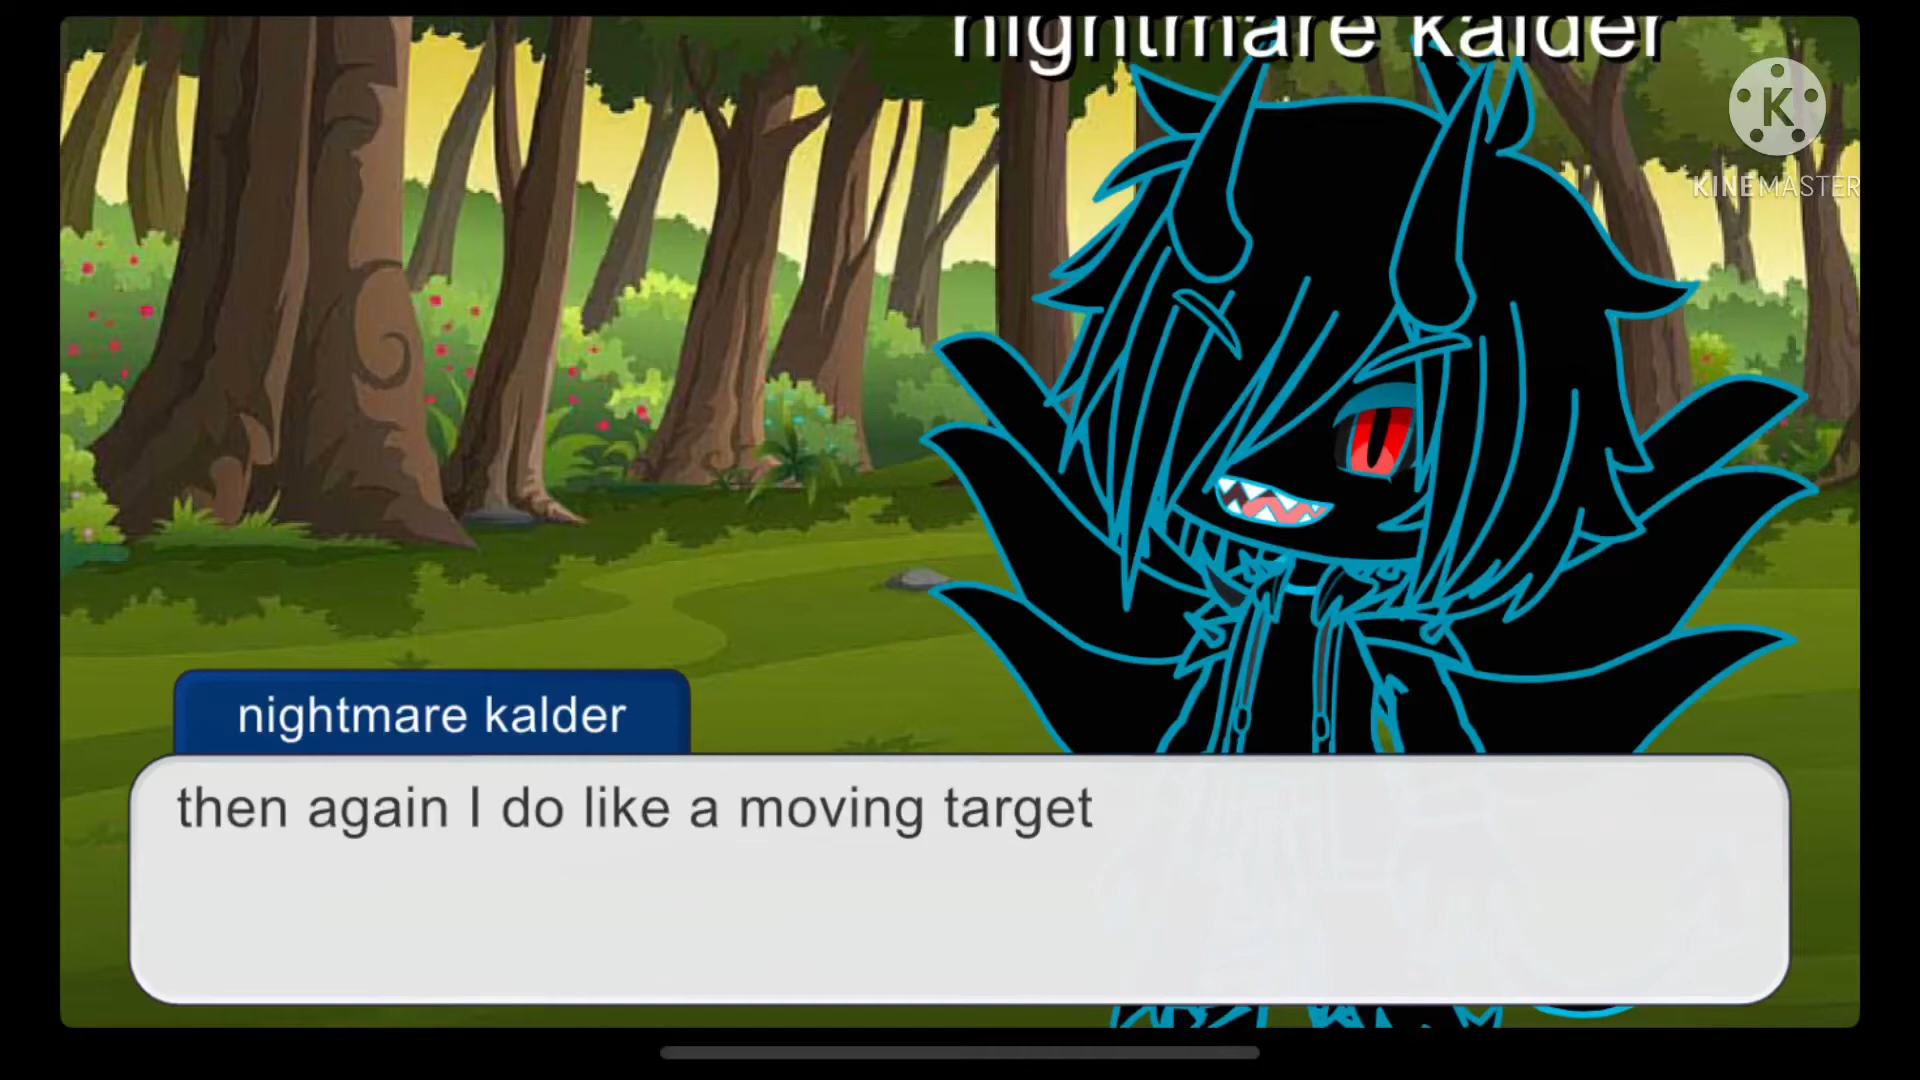 nightmare kalder
K
KINEMASTER
nightmare kalder
then again I do like a moving target